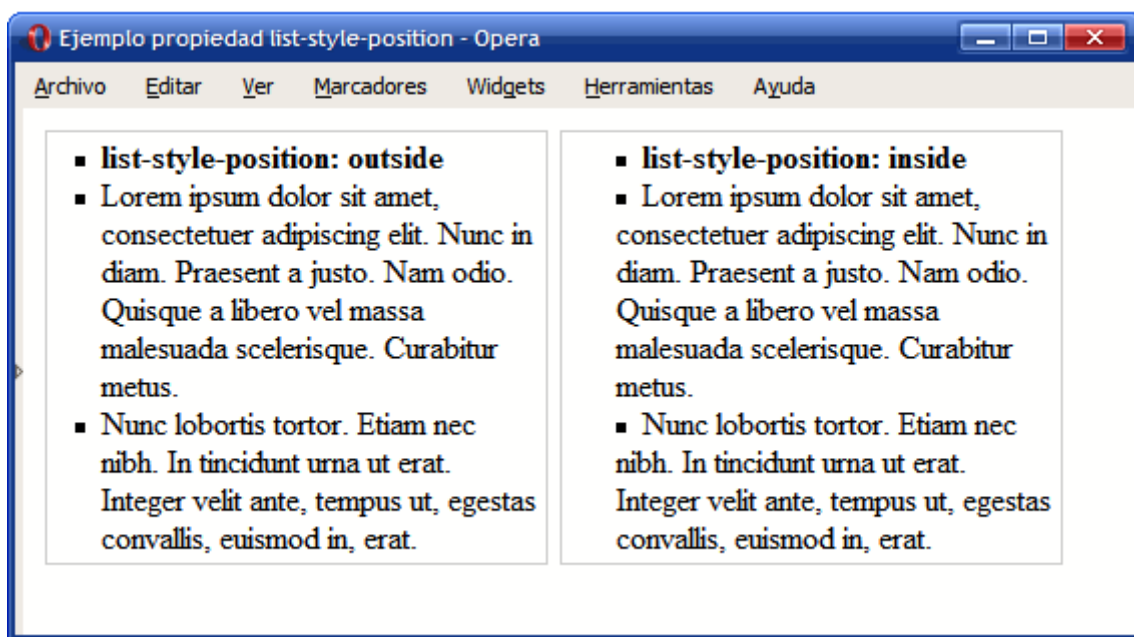 Ejemplo propiedad list-style-position - Opera
Archivo Editar Ver Marcadores Widgets Herramientas Ayuda
list-style-position: outside
Lorem ipsum dolor sit amet,
consectetuer adipiscing elit. Nunc in
diam. Praesent a justo. Nam odio.
Quisque a libero vel massa
malesuada scelerisque. Curabitur
metus.
Nunc lobortis tortor. Etiam nec
nibh. In tincidunt urna ut erat.
Integer velit ante, tempus ut, egestas
convallis, euismod in, erat.
list-style-position: inside
Lorem ipsum dolor sit amet,
consectetuer adipiscing elit. Nunc in
diam. Praesent a justo. Nam odio.
Quisque a libero vel massa
malesuada scelerisque. Curabitur
metus.
Nunc lobortis tortor. Etiam nec
nibh. In tincidunt urna ut erat.
Integer velit ante, tempus ut, egestas
convallis, euismod in, erat.